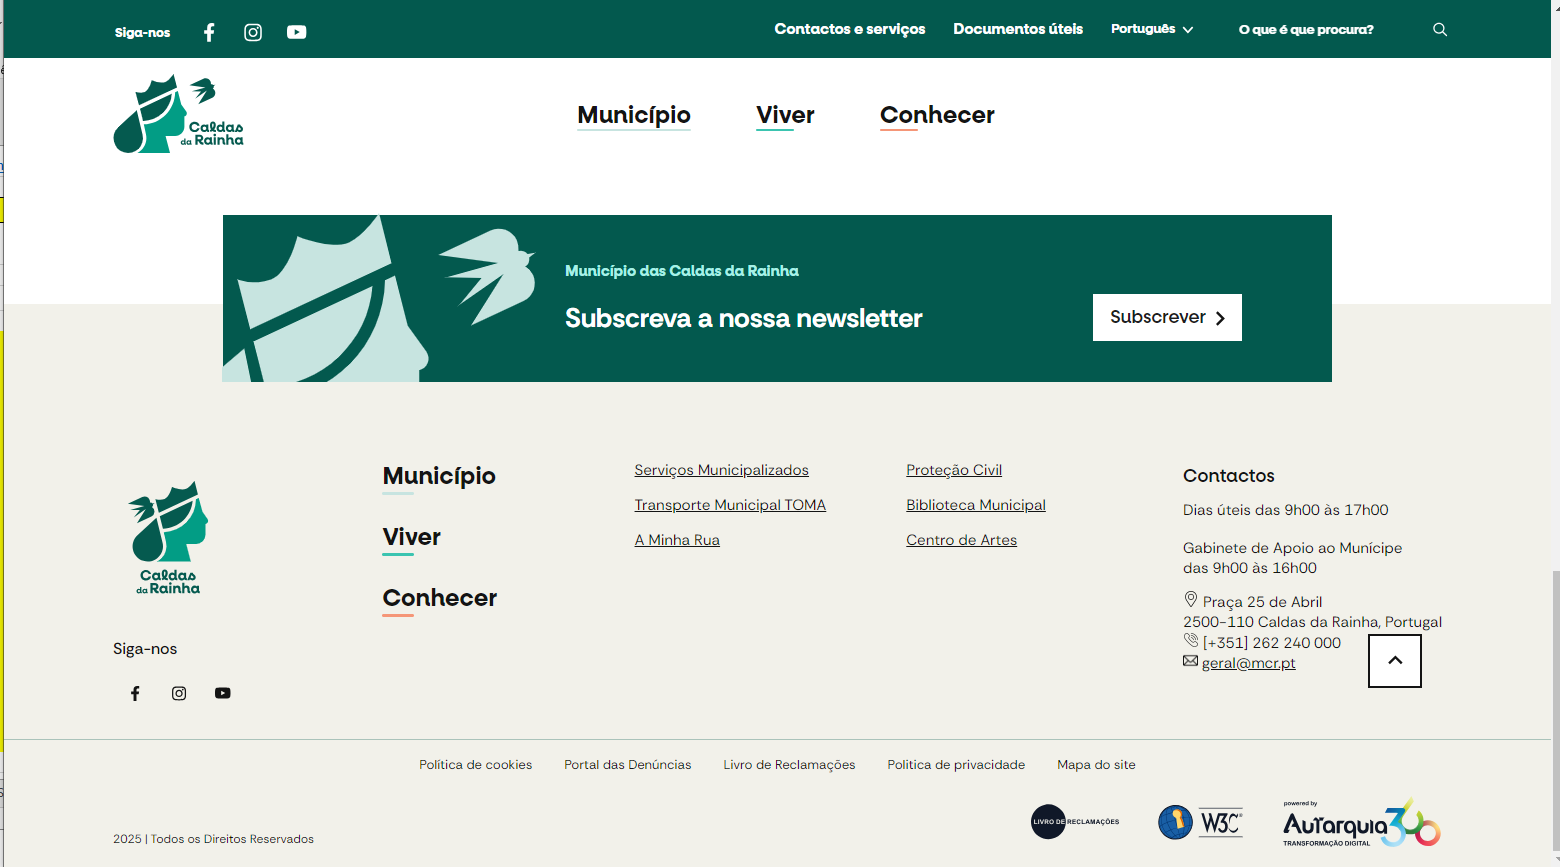 Siga-nos
Contactos e serviços
Documentos úteis
Português
O que é que procura?
Caldas
da Rainha
Município
Viver
Conhecer
Município das Caldas da Rainha
Subscreva a nossa newsletter
Subscrever
Caldas
da Rainha
Siga-nos
Município
Viver
Conhecer
Serviços Municipalizados
Transporte Municipal TOMA
A Minha Rua
Proteção Civil
Biblioteca Municipal
Centro de Artes
Contactos
Dias úteis das 9h00 às 17h00
Gabinete de Apoio ao Munícipe
das 9h00 às 16h00
Praça 25 de Abril
2500-110 Caldas da Rainha, Portugal
[+351] 262 240 000
geral@mcr.pt
Política de cookies
Portal das Denúncias
Livro de Reclamações
Politica de privacidade
Mapa do site
2025 | Todos os Direitos Reservados
LIVRO DE RECLAMAÇÕES
W3C®
powered by
Autarquia360
TRANSFORMAÇÃO DIGITAL